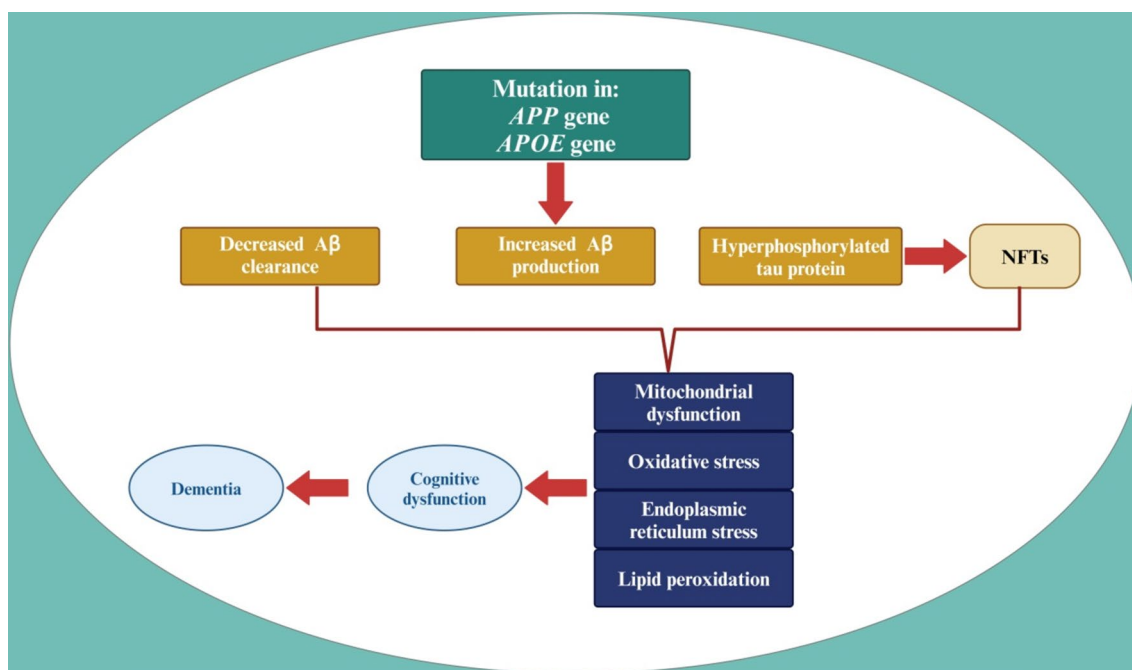 Mutation in:
APP gene
APOE gene
Decreased Aβ
clearance
Increased Aβ
production
Hyperphosphorylated
tau protein
NFTs
Mitochondrial
dysfunction
Oxidative stress
Endoplasmic
reticulum stress
Lipid peroxidation
Cognitive
dysfunction
Dementia